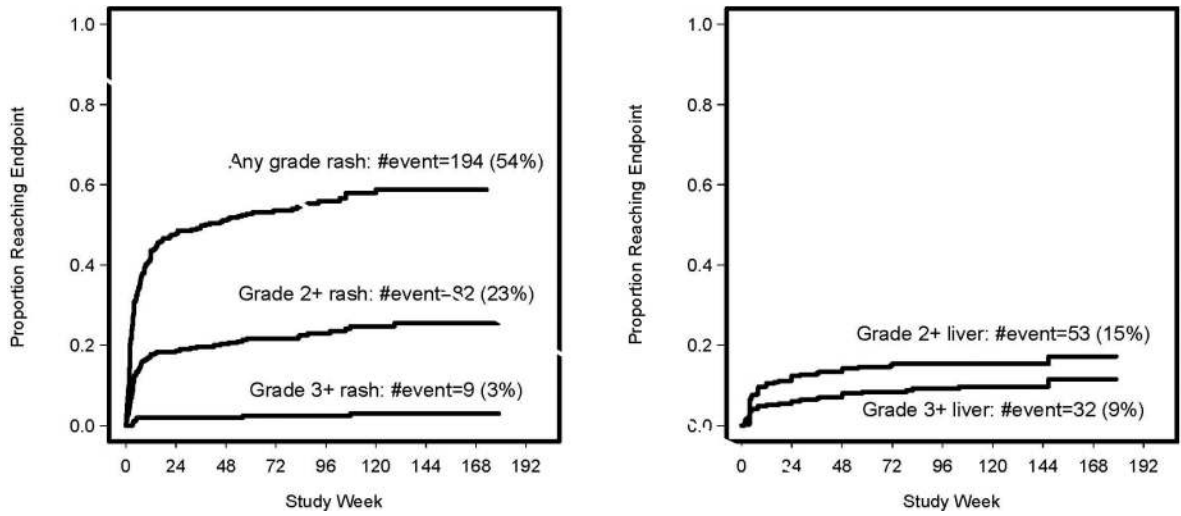 Proportion Reaching Endpoint
1.0
0.8
0.6
0.4
0.2
0.0
Any grade rash: #event=194 (54%)
Grade 2+ rash: #event=82 (23%)
Grade 3+ rash: #event=9 (3%)
0 24 48 72 96 120 144 168 192
Study Week
Proportion Reaching Endpoint
1.0
0.8
0.6
0.4
0.2
0.0
Grade 2+ liver: #event=53 (15%)
Grade 3+ liver: #event=32 (9%)
0 24 48 72 96 120 144 168 192
Study Week